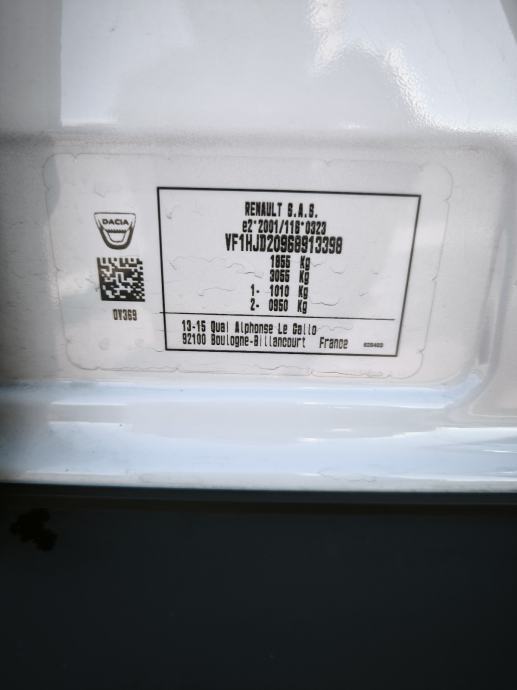 DACIA
0V369
RENAULT S.A.S.
e2*2001/116*0323
VF1HJD20968913398
1855 Kg
3055 Kg
1- 1010 Kg
2- 0950 Kg
13-15 Quai Alphonse Le Gallo
92100 Boulogne-Billancourt France